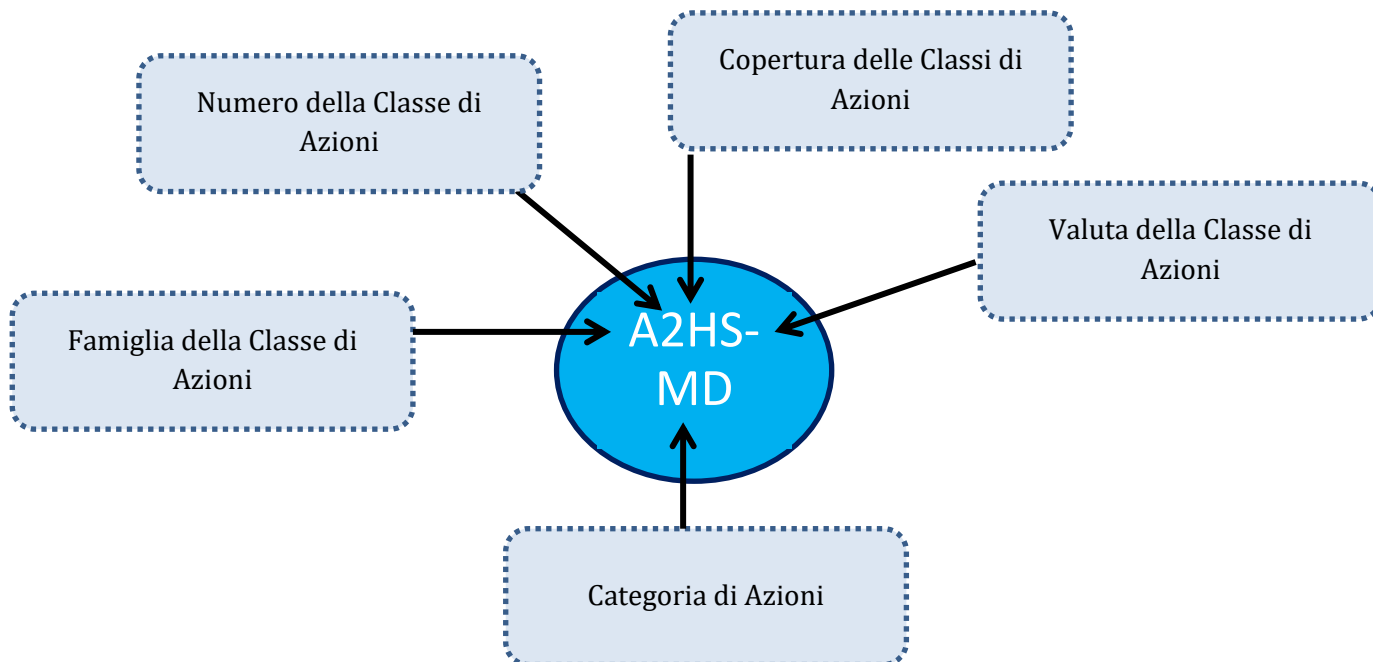 Copertura delle Classi di
Azioni
Numero della Classe di
Azioni
Valuta della Classe di
Azioni
Famiglia della Classe di
Azioni
A2HS-
MD
Categoria di Azioni